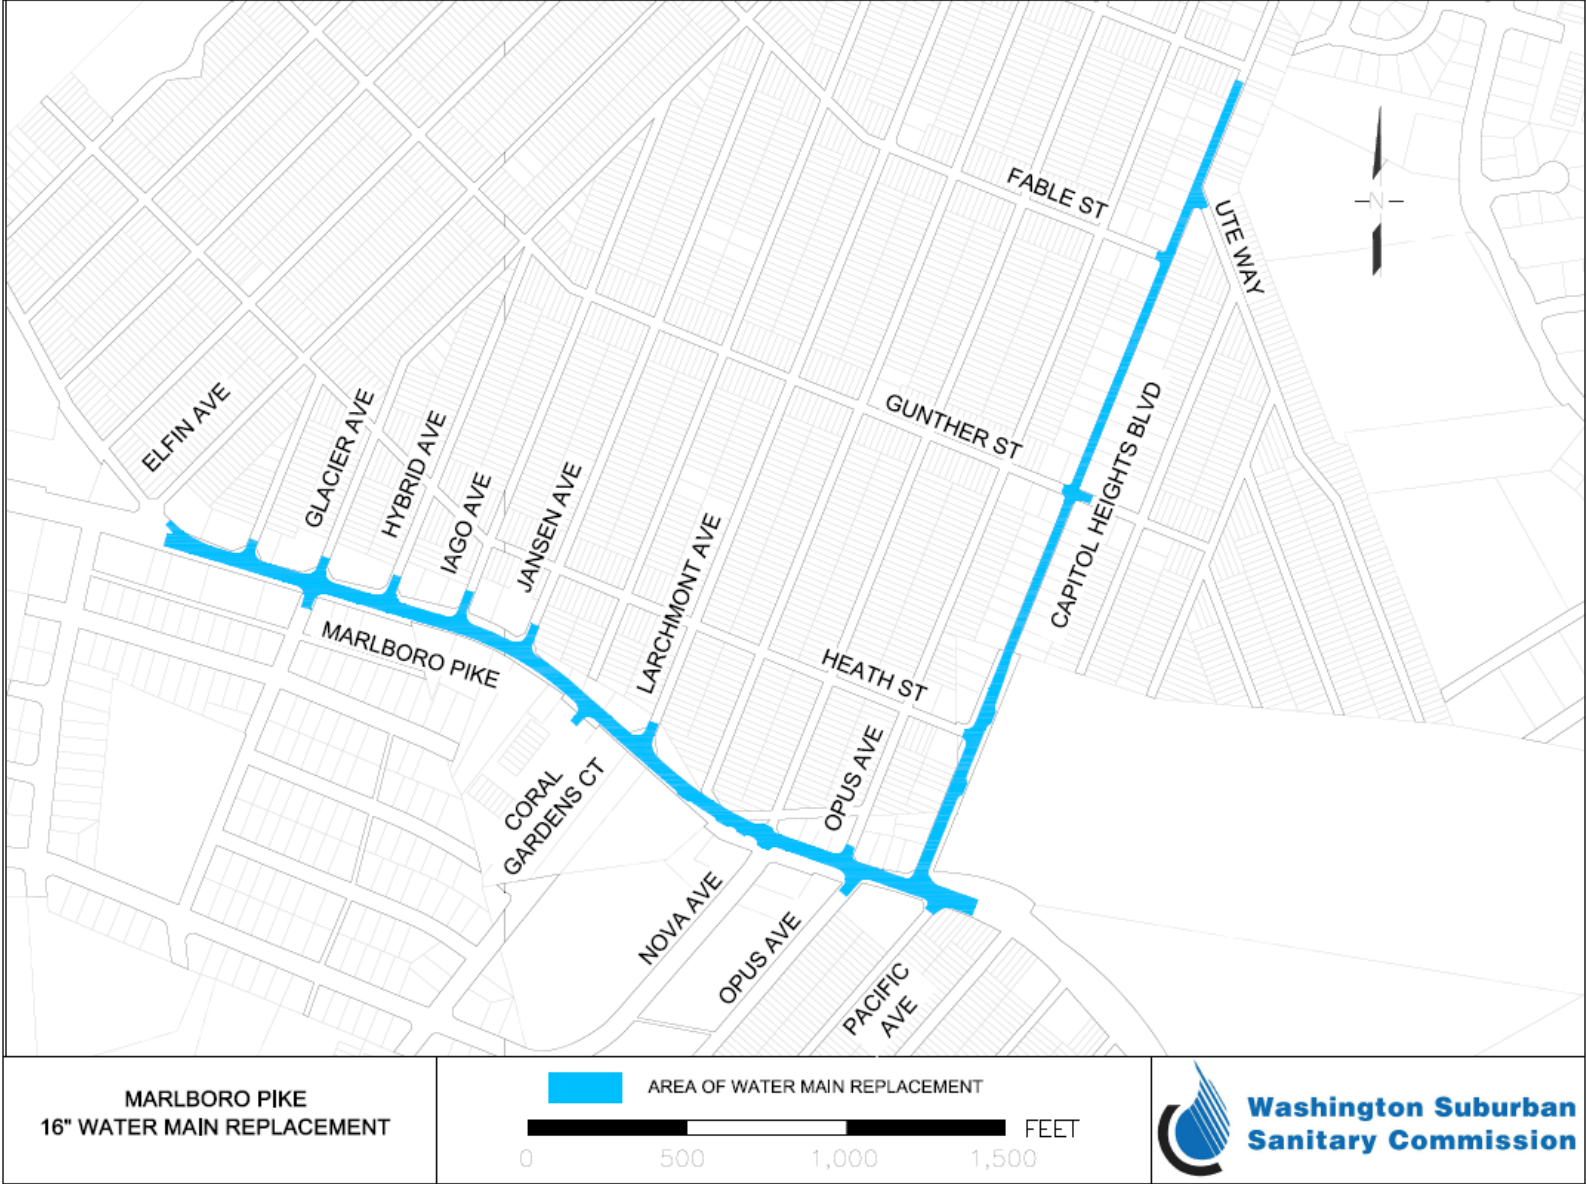 FABLE ST
UTE WAY
N
ELFIN AVE
GLACIER AVE
HYBRID AVE
IAGO AVE
JANSEN AVE
LARCHMONT AVE
GUNTHER ST
CAPITOL HEIGHTS BLVD
MARLBORO PIKE
HEATH ST
OPUS AVE
CORAL
GARDENS CT
NOVA AVE
OPUS AVE
PACIFIC
AVE
MARLBORO PIKE
16" WATER MAIN REPLACEMENT
AREA OF WATER MAIN REPLACEMENT
FEET
0 500 1,000 1,500
Washington Suburban
Sanitary Commission